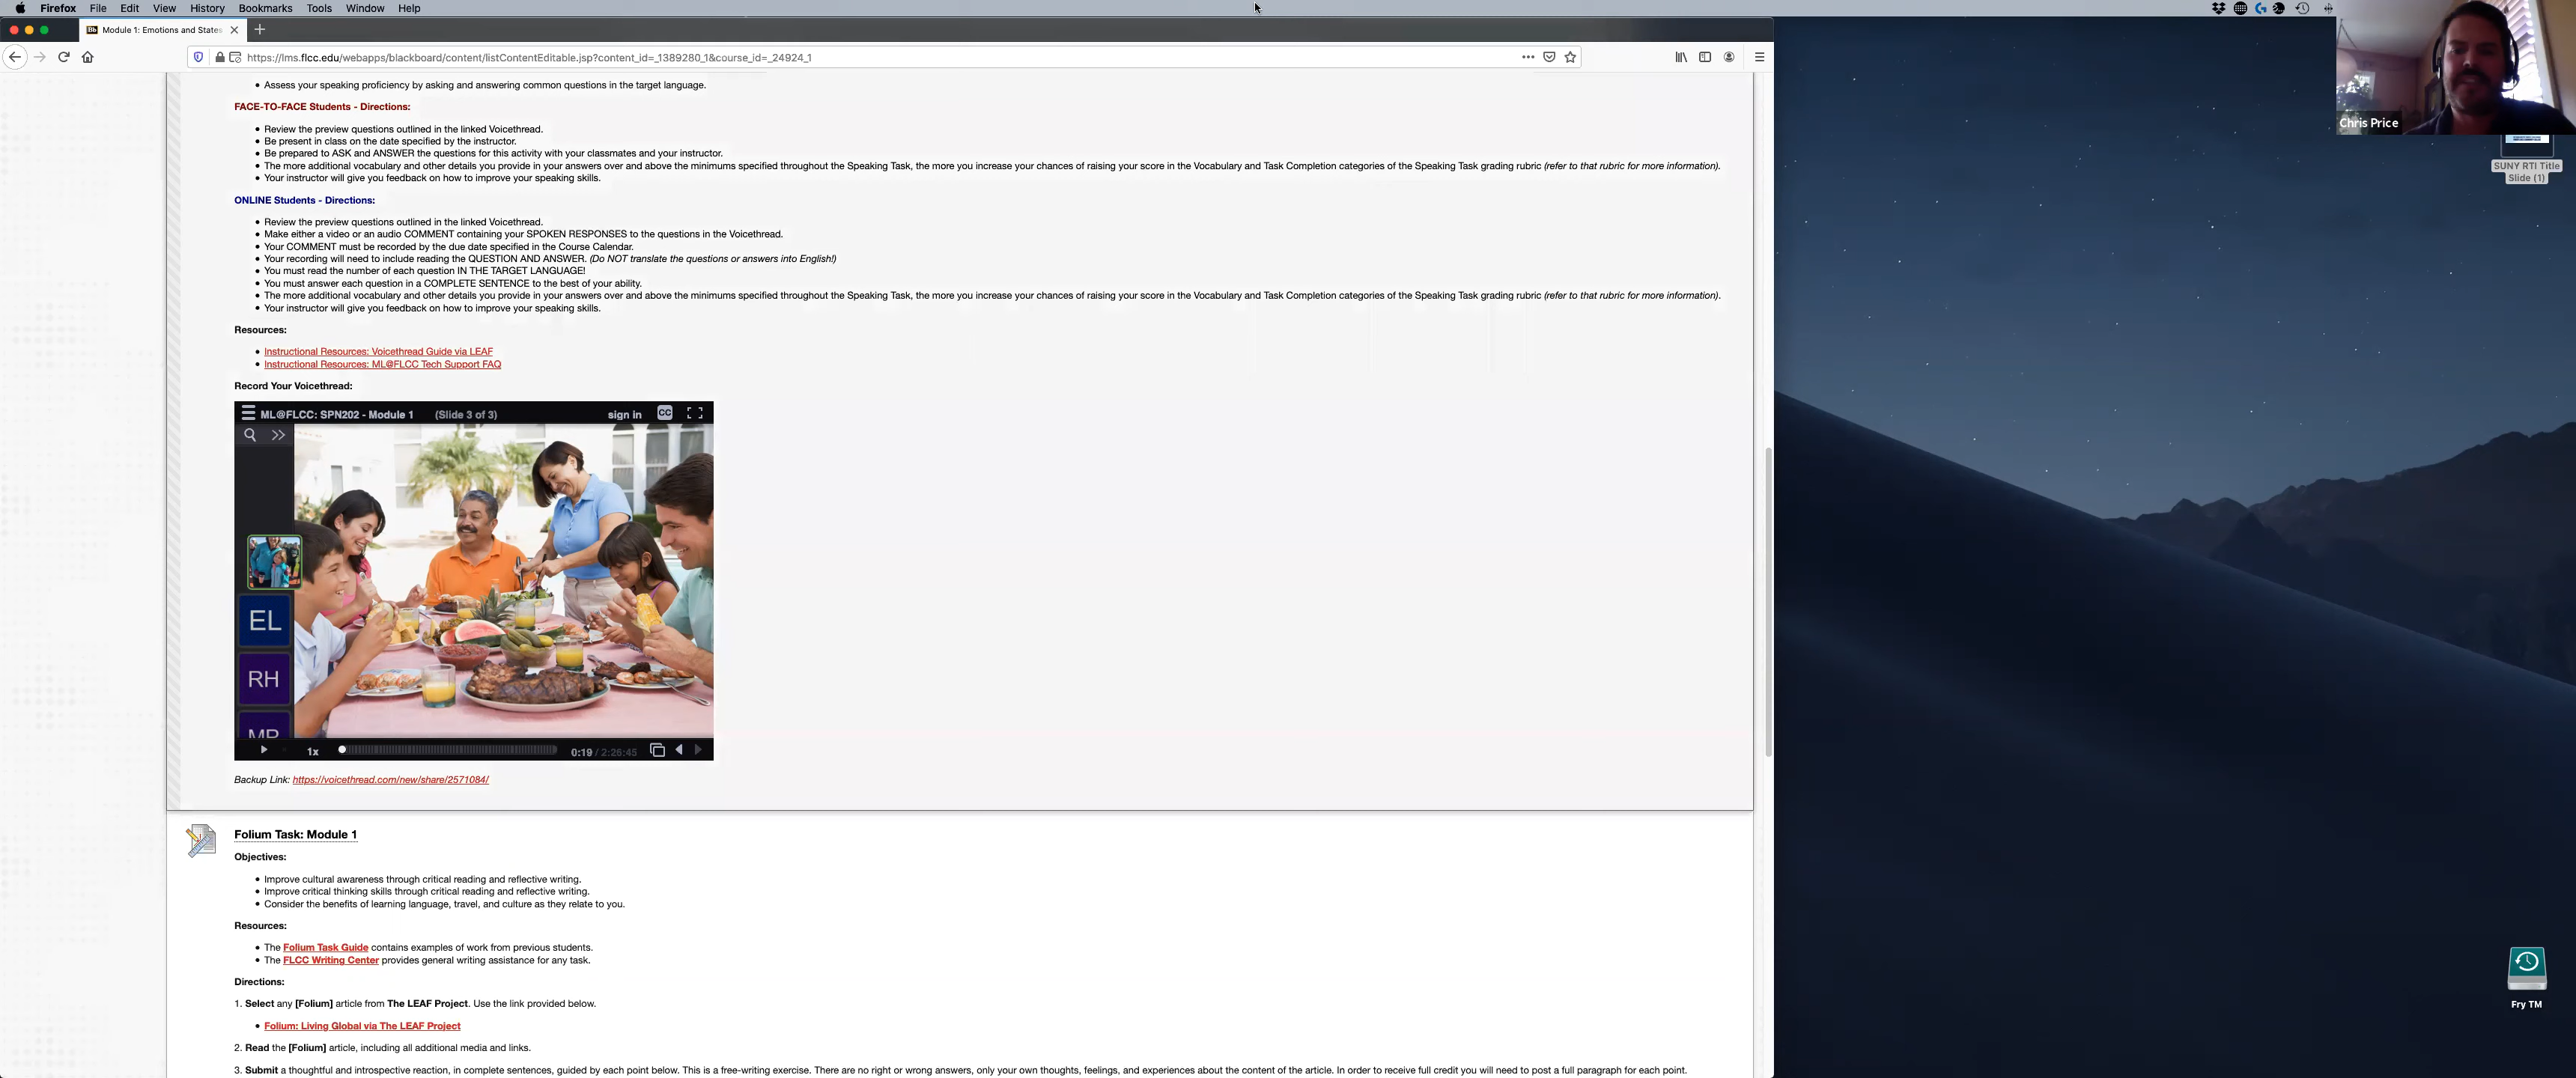 Firefox File Edit View History Bookmarks Tools Window Help
Bb Module 1: Emotions and States
https://lms.flcc.edu/webapps/blackboard/content/listContentEditable.jsp?content_id=_1389280_1&course_id=_24924_1
Chris Price
SUNY RTI Title
Slide (1)
• Assess your speaking proficiency by asking and answering common questions in the target language.
FACE-TO-FACE Students - Directions:
• Review the preview questions outlined in the linked Voicethread.
• Be present in class on the date specified by the instructor.
• Be prepared to ASK and ANSWER the questions for this activity with your classmates and your instructor.
• The more additional vocabulary and other details you provide in your answers over and above the minimums specified throughout the Speaking Task, the more you increase your chances of raising your score in the Vocabulary and Task Completion categories of the Speaking Task grading rubric (refer to that rubric for more information).
• Your instructor will give you feedback on how to improve your speaking skills.
ONLINE Students - Directions:
• Review the preview questions outlined in the linked Voicethread.
• Make either a video or an audio COMMENT containing your SPOKEN RESPONSES to the questions in the Voicethread.
• Your COMMENT must be recorded by the due date specified in the Course Calendar.
• Your recording will need to include reading the QUESTION AND ANSWER. (Do NOT translate the questions or answers into English!)
• You must read the number of each question IN THE TARGET LANGUAGE!
• You must answer each question in a COMPLETE SENTENCE to the best of your ability.
• The more additional vocabulary and other details you provide in your answers over and above the minimums specified throughout the Speaking Task, the more you increase your chances of raising your score in the Vocabulary and Task Completion categories of the Speaking Task grading rubric (refer to that rubric for more information).
• Your instructor will give you feedback on how to improve your speaking skills.
Resources:
• Instructional Resources: Voicethread Guide via LEAF
• Instructional Resources: ML@FLCC Tech Support FAQ
Record Your Voicethread:
ML@FLCC: SPN202 - Module 1 (Slide 3 of 3) sign in CC
EL
RH
MP
1x 0:19 / 2:26:45
Backup Link: https://voicethread.com/new/share/2571084/
Folium Task: Module 1
Objectives:
• Improve cultural awareness through critical reading and reflective writing.
• Improve critical thinking skills through critical reading and reflective writing.
• Consider the benefits of learning language, travel, and culture as they relate to you.
Resources:
• The Folium Task Guide contains examples of work from previous students.
• The FLCC Writing Center provides general writing assistance for any task.
Directions:
1. Select any [Folium] article from The LEAF Project. Use the link provided below.
• Folium: Living Global via The LEAF Project
2. Read the [Folium] article, including all additional media and links.
3. Submit a thoughtful and introspective reaction, in complete sentences, guided by each point below. This is a free-writing exercise. There are no right or wrong answers, only your own thoughts, feelings, and experiences about the content of the article. In order to receive full credit you will need to post a full paragraph for each point.
Fry TM